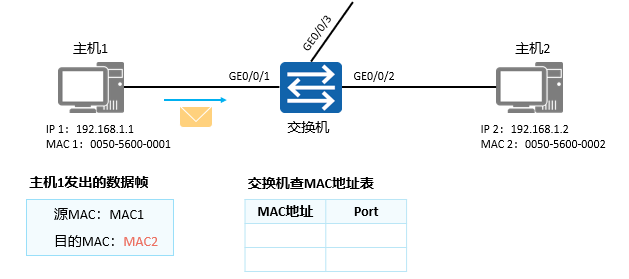 GE0/0/3
主机1
主机2
GE0/0/1
GE0/0/2
交换机
IP 1：192.168.1.1
MAC 1：0050-5600-0001
IP 2：192.168.1.2
MAC 2：0050-5600-0002
主机1发出的数据帧
源MAC：MAC1
目的MAC：MAC2
交换机查MAC地址表
MAC地址 Port